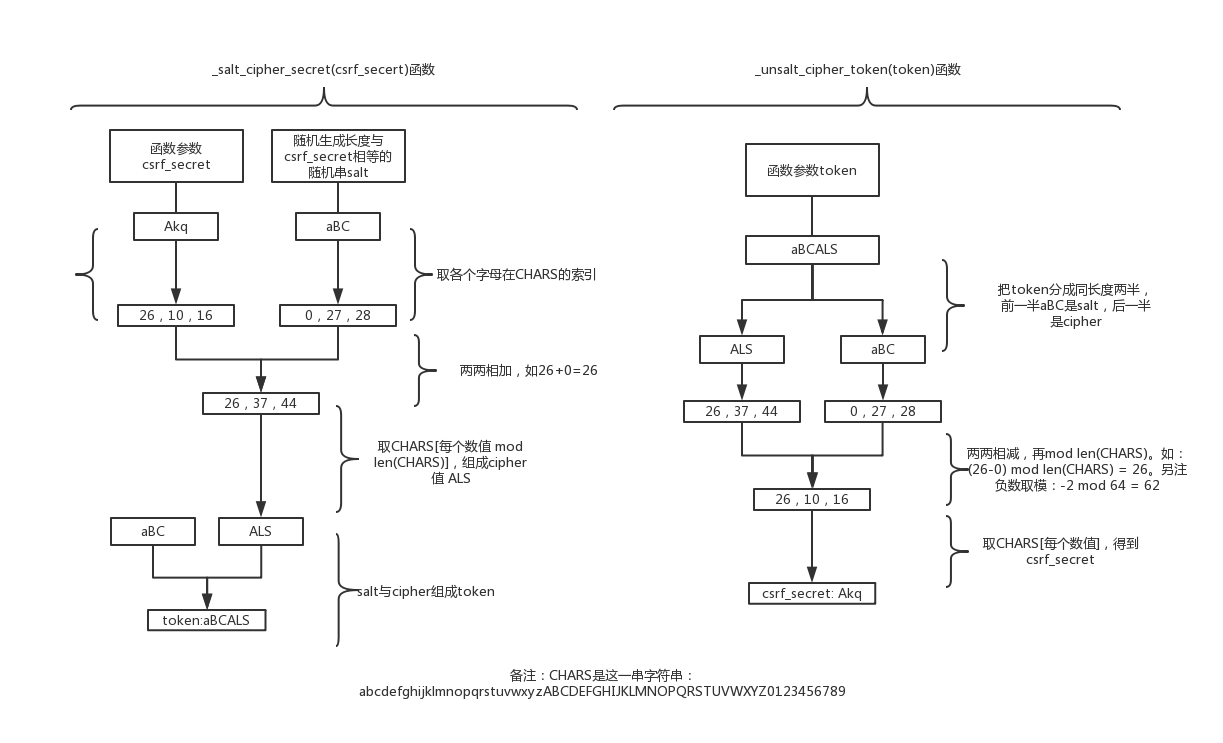 _salt_cipher_secret(csrf_secert)函数
函数参数
csrf_secret
随机生成长度与
csrf_secret相等的
随机串salt
Akq
aBC
取各个字母在CHARS的索引
26，10，16
0，27，28
两两相加，如26+0=26
26，37，44
取CHARS[每个数值 mod
len(CHARS)]，组成cipher
值 ALS
aBC
ALS
salt与cipher组成token
token:aBCALS
_unsalt_cipher_token(token)函数
函数参数token
aBCALS
把token分成同长度两半，
前一半aBC是salt，后一半
是cipher
ALS
aBC
26，37，44
0，27，28
两两相减，再mod len(CHARS)。如：
(26-0) mod len(CHARS) = 26。另注
负数取模：-2 mod 64 = 62
26，10，16
取CHARS[每个数值]，得到
csrf_secret
csrf_secret: Akq
备注：CHARS是这一串字符串：
abcdefghijklmnopqrstuvwxyzABCDEFGHIJKLMNOPQRSTUVWXYZ0123456789